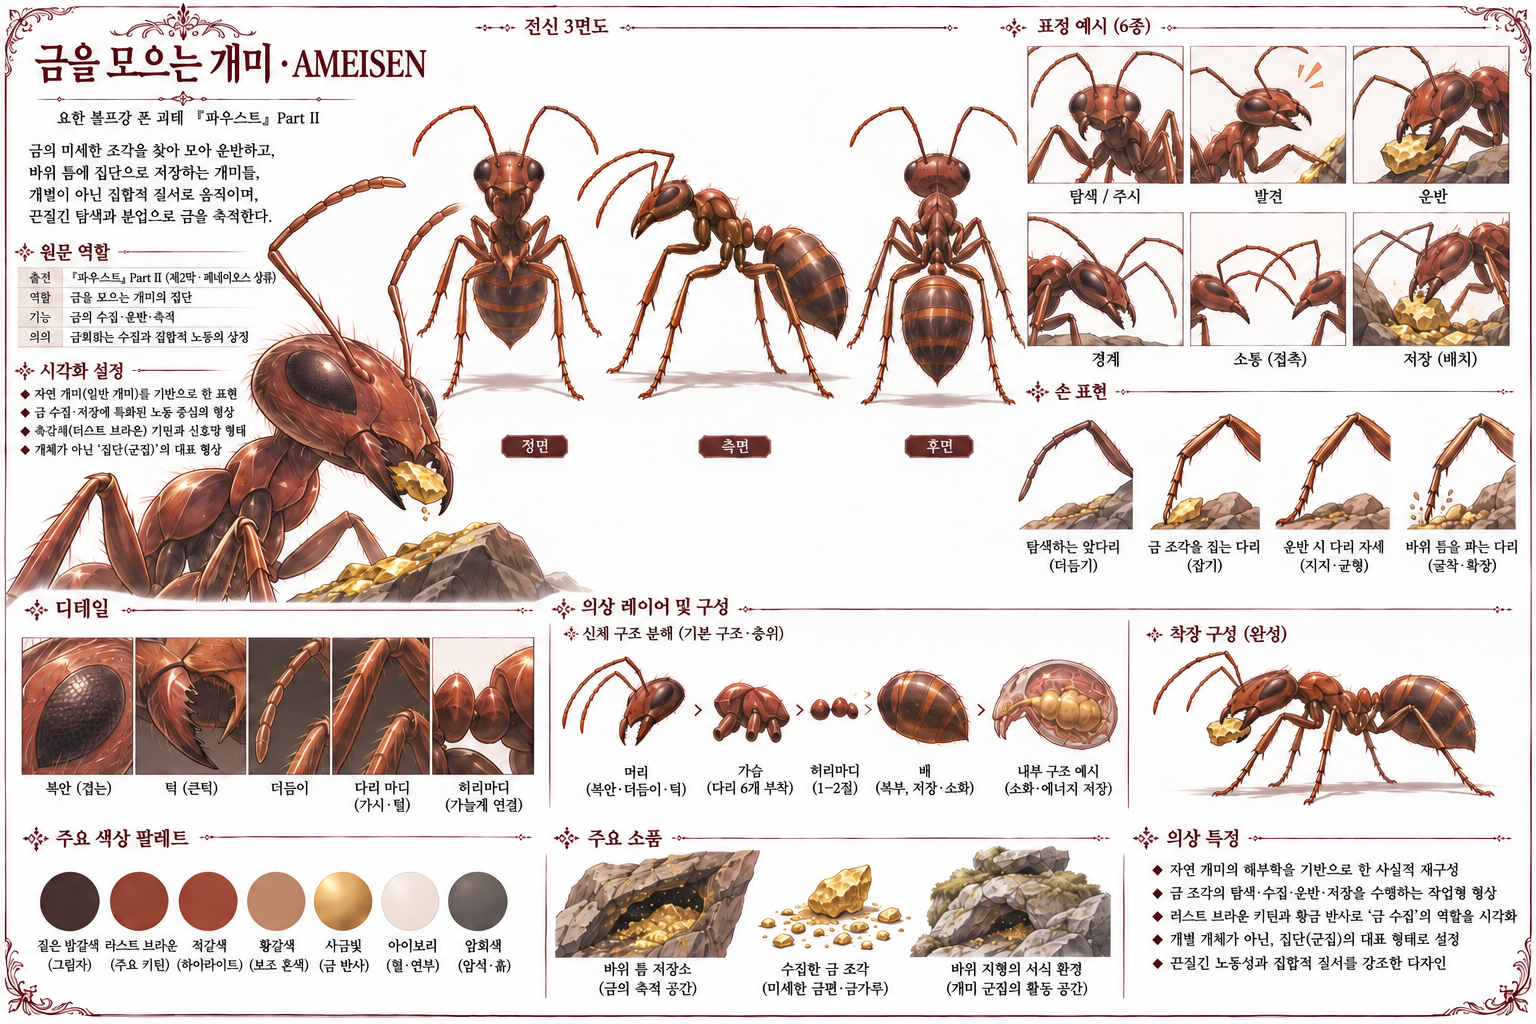 금을 모으는 개미 · AMEISEN
요한 볼프강 폰 괴테 『파우스트』 Part II
금의 미세한 조각을 찾아 모아 운반하고,
바위 틈에 집단으로 저장하는 개미들,
개별이 아닌 집합적 질서로 움직이며,
끈질긴 탐색과 분업으로 금을 축적한다.
원문 역할
출전 『파우스트』 Part II (제2막 · 페네이오스 상류)
역할 금을 모으는 개미의 집단
기능 금의 수집 · 운반 · 축적
의의 금회하는 수집과 집합적 노동의 상징
시각화 설정
◆ 자연 개미(일반 개미)를 기반으로 한 표현
◆ 금 수집 · 저장에 특화된 노동 중심의 형상
◆ (더스트 브라운)
◆ 개체가 아닌 '집단(군집)'의 대표 형상
전신 3면도
정면
측면
후면
표정 예시 (6종)
탐색 / 주시
발견
운반
경계
소통 (접촉)
저장 (배치)
손 표현
탐색하는 앞다리
(더듬기)
금 조각을 집는 다리
(잡기)
운반 시 다리 자세
(지지 · 균형)
바위 틈을 파는 다리
(굴착 · 확장)
디테일
복안 (겹눈)
턱 (큰턱)
더듬이
다리 마디
(가시 · 털)
허리마디
(가늘게 연결)
의상 레이어 및 구성
신체 구조 분해 (기본 구조 · 층위)
머리
(복안 · 더듬이 · 턱)
가슴
(다리 6개 부착)
허리마디
(1–2절)
배
(복부, 저장 · 소화)
내부 구조 예시
(소화 · 에너지 저장)
착장 구성 (완성)
주요 색상 팔레트
짙은 밤갈색
(그림자)
라스트 브라운
(주요 키틴)
적갈색
(하이라이트)
황갈색
(보조 혼색)
사금빛
(금 반사)
아이보리
(혈 · 연부)
암회색
(암석 · 흙)
주요 소품
바위 틈 저장소
(금의 축적 공간)
수집한 금 조각
(미세한 금편 · 금가루)
바위 지형의 서식 환경
(개미 군집의 활동 공간)
의상 특정
◆ 자연 개미의 해부학을 기반으로 한 사실적 재구성
◆ 금 조각의 탐색 · 수집 · 운반 · 저장을 수행하는 작업형 형상
◆ 러스트 브라운 키틴과 황금 반사로 '금 수집'의 역할을 시각화
◆ 개별 개체가 아닌, 집단(군집)의 대표 형태로 설정
◆ 끈질긴 노동성과 집합적 질서를 강조한 디자인